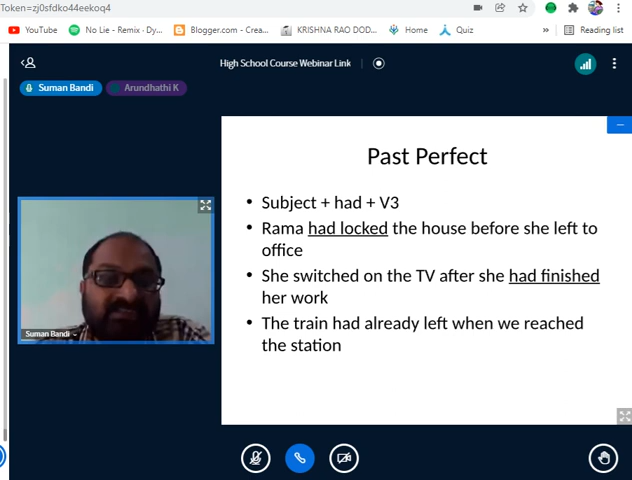 Token=zj0sfdko44eekoq4
YouTube No Lie - Remix · Dy... Blogger.com - Crea... KRISHNA RAO DOD... Home Quiz » Reading list
High School Course Webinar Link
Suman Bandi Arundhathi K
Past Perfect
• Subject + had + V3
• Rama had locked the house before she left to
office
• She switched on the TV after she had finished
her work
• The train had already left when we reached
the station
Suman Bandi